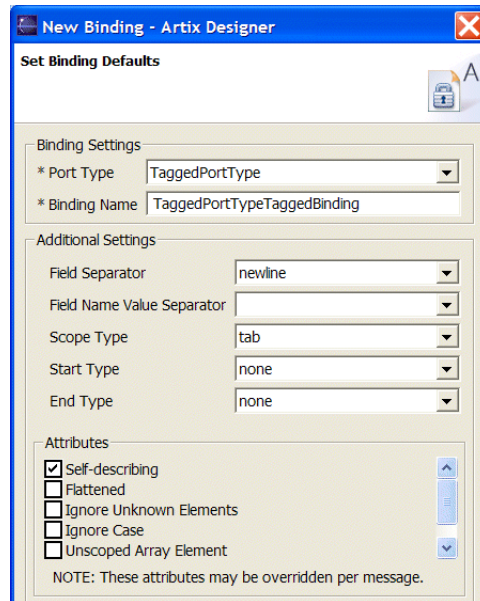 New Binding - Artix Designer
Set Binding Defaults
A
Binding Settings
* Port Type TaggedPortType
* Binding Name TaggedPortTypeTaggedBinding
Additional Settings
Field Separator newline
Field Name Value Separator
Scope Type tab
Start Type none
End Type none
Attributes
Self-describing
Flattened
Ignore Unknown Elements
Ignore Case
Unscoped Array Element
NOTE: These attributes may be overridden per message.